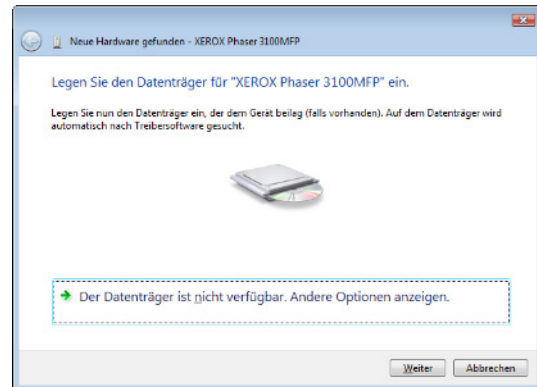 Neue Hardware gefunden - XEROX Phaser 3100MFP
Legen Sie den Datenträger für "XEROX Phaser 3100MFP" ein.
Legen Sie nun den Datenträger ein, der dem Gerät beilag (falls vorhanden). Auf dem Datenträger wird
automatisch nach Treibersoftware gesucht.
Der Datenträger ist nicht verfügbar. Andere Optionen anzeigen.
Weiter Abbrechen